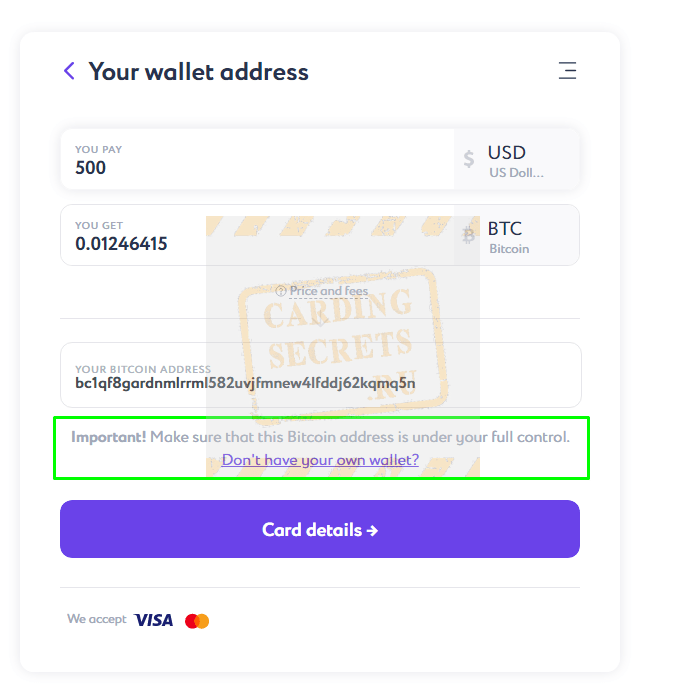 Your wallet address
YOU PAY
500
$
USD
US Doll...
YOU GET
0.01246415
BTC
Bitcoin
Price and fees
CARDING
SECRETS
.RU
YOUR BITCOIN ADDRESS
bc1qf8gardnmlrrml582uvjfmnew4lfddj62kqmq5n
Important! Make sure that this Bitcoin address is under your full control.
Don't have your own wallet?
Card details →
We accept VISA